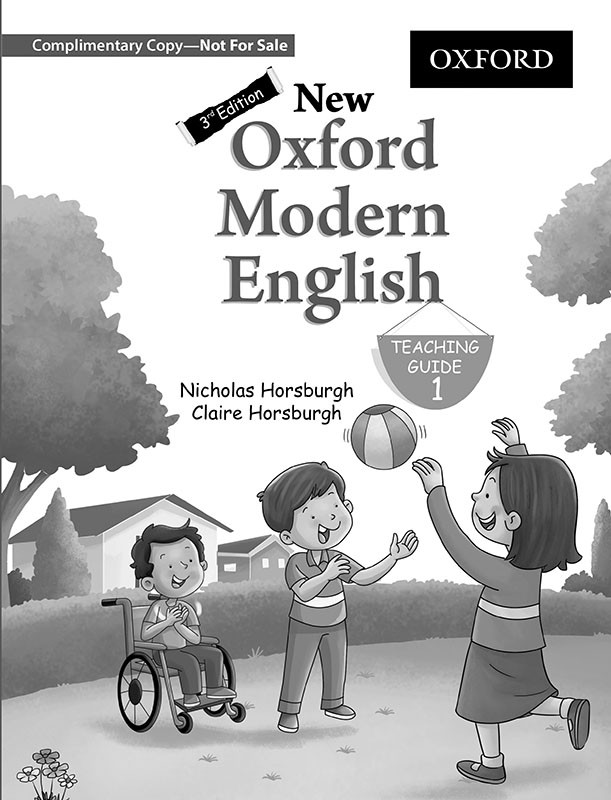 Complimentary Copy—Not For Sale
OXFORD
3rd Edition
New
Oxford
Modern
English
TEACHING
GUIDE
1
Nicholas Horsburgh
Claire Horsburgh